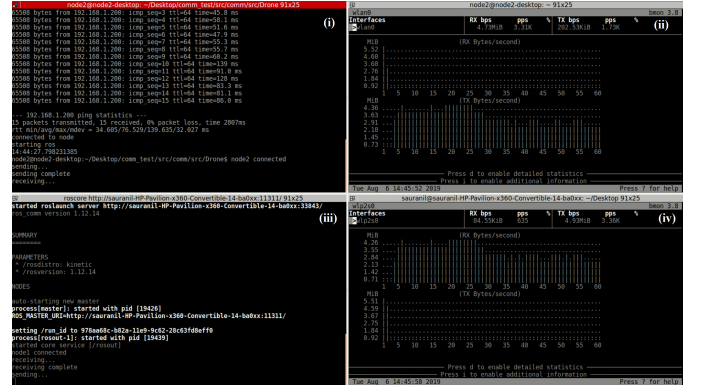 node2@node2-desktop: ~/Desktop/comm_test/src/comm/src/Drone 91x25
65508 bytes from 192.168.1.200: icmp_seq=3 ttl=64 time=45.8 ms
65508 bytes from 192.168.1.200: icmp_seq=4 ttl=64 time=58.1 ms
65508 bytes from 192.168.1.200: icmp_seq=5 ttl=64 time=51.6 ms
65508 bytes from 192.168.1.200: icmp_seq=6 ttl=64 time=47.9 ms
65508 bytes from 192.168.1.200: icmp_seq=7 ttl=64 time=55.3 ms
65508 bytes from 192.168.1.200: icmp_seq=8 ttl=64 time=55.7 ms
65508 bytes from 192.168.1.200: icmp_seq=9 ttl=64 time=60.2 ms
65508 bytes from 192.168.1.200: icmp_seq=10 ttl=64 time=139 ms
65508 bytes from 192.168.1.200: icmp_seq=11 ttl=64 time=91.0 ms
65508 bytes from 192.168.1.200: icmp_seq=12 ttl=64 time=128 ms
65508 bytes from 192.168.1.200: icmp_seq=13 ttl=64 time=83.3 ms
65508 bytes from 192.168.1.200: icmp_seq=14 ttl=64 time=81.1 ms
65508 bytes from 192.168.1.200: icmp_seq=15 ttl=64 time=86.0 ms
(i)
--- 192.168.1.200 ping statistics ---
15 packets transmitted, 15 received, 0% packet loss, time 2807ms
rtt min/avg/max/mdev = 34.605/76.529/139.635/32.027 ms
connected to node
starting ros
14:44:27.798231385
node2@node2-desktop:~/Desktop/comm_test/src/comm/src/Drone$ node2 connected
sending...
sending complete
receiving...
node2@node2-desktop: ~ 91x25
wlan0 bmon 3.8
Interfaces RX bps pps % TX bps pps %
wlan0 4.73MiB 3.31K 202.53KiB 1.73K
(ii)
MiB (RX Bytes/second)
5.52
4.60
3.68
2.76
1.84
0.92
1 5 10 15 20 25 30 35 40 45 50 55 60
MiB (TX Bytes/second)
4.36
3.63
2.91
2.18
1.45
0.73
1 5 10 15 20 25 30 35 40 45 50 55 60
Press d to enable detailed statistics
Press i to enable additional information
Tue Aug 6 14:45:52 2019 Press ? for help
roscore http://sauranil-HP-Pavilion-x360-Convertible-14-ba0xx:11311/ 91x25
started roslaunch server http://sauranil-HP-Pavilion-x360-Convertible-14-ba0xx:33843/
ros_comm version 1.12.14
(iii)
SUMMARY
========
PARAMETERS
* /rosdistro: kinetic
* /rosversion: 1.12.14
NODES
auto-starting new master
process[master]: started with pid [19426]
ROS_MASTER_URI=http://sauranil-HP-Pavilion-x360-Convertible-14-ba0xx:11311/
setting /run_id to 978aa68c-b82a-11e9-9c62-28c63fd8eff0
process[rosout-1]: started with pid [19439]
started core service [/rosout]
node1 connected
receiving...
receiving complete
sending...
sauranil@sauranil-HP-Pavilion-x360-Convertible-14-ba0xx: ~/Desktop 91x25
wlp2s0 bmon 3.8
Interfaces RX bps pps % TX bps pps %
wlp2s0 84.55KiB 635 4.93MiB 3.36K
(iv)
MiB (RX Bytes/second)
4.26
3.55
2.84
2.13
1.42
0.71
1 5 10 15 20 25 30 35 40 45 50 55 60
MiB (TX Bytes/second)
5.51
4.59
3.67
2.75
1.84
0.92
1 5 10 15 20 25 30 35 40 45 50 55 60
Press d to enable detailed statistics
Press i to enable additional information
Tue Aug 6 14:45:58 2019 Press ? for help